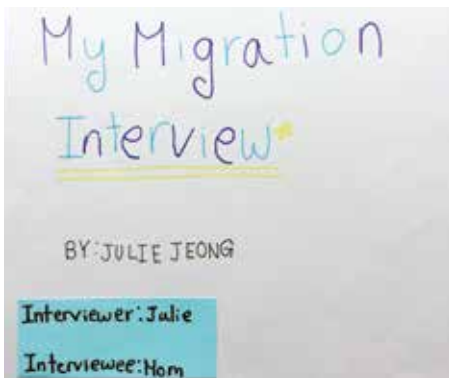 My Migration
Interview
BY: JULIE JEONG
Interviewer: Julie
Interviewee: Mom